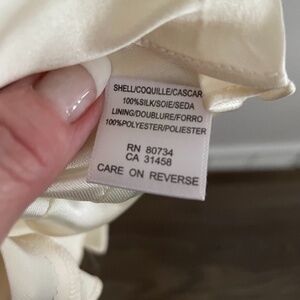 SHELL/COQUILLE/CASCAR
100%SILK/SOIE/SEDA
LINING/DOUBLURE/FORRO
100%POLYESTER/POLIESTER
RN 80734
CA 31458
CARE ON REVERSE